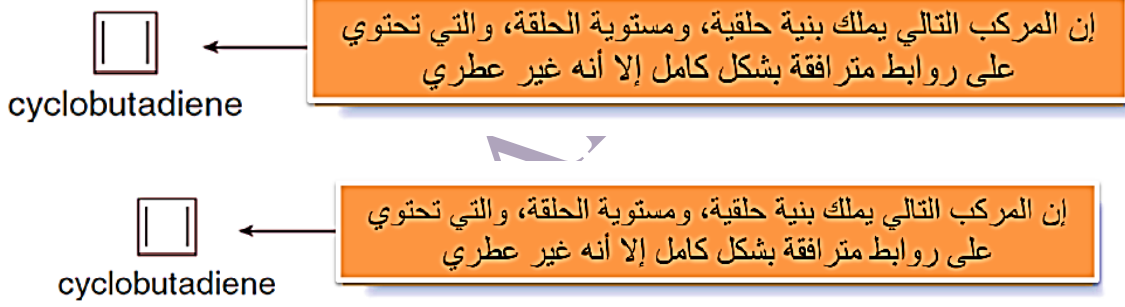 إن المركب التالي يملك بنية حلقية، ومستوية الحلقة، والتي تحتوي
على روابط مترافقة بشكل كامل إلا أنه غير عطري
cyclobutadiene
إن المركب التالي يملك بنية حلقية، ومستوية الحلقة، والتي تحتوي
على روابط مترافقة بشكل كامل إلا أنه غير عطري
cyclobutadiene